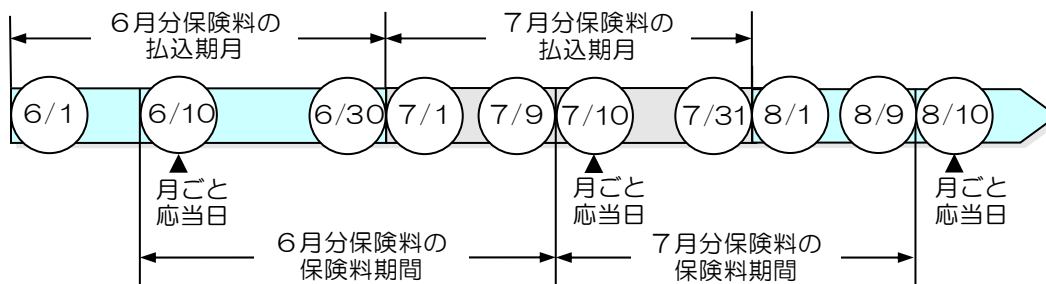 6月分保険料の
払込期月
7月分保険料の
払込期月
6/1
6/10
6/30
7/1
7/9
7/10
7/31
8/1
8/9
8/10
▲
月ごと
応当日
▲
月ごと
応当日
▲
月ごと
応当日
6月分保険料の
保険料期間
7月分保険料の
保険料期間